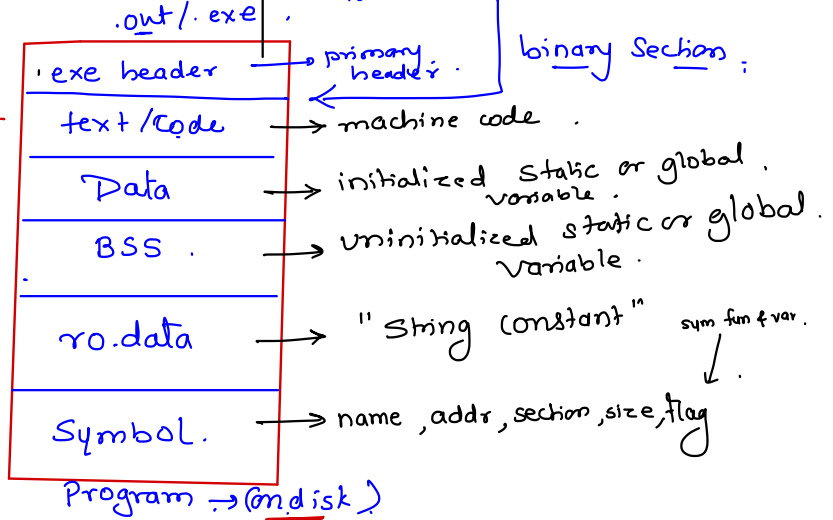 .out/.exe .
exe header → primary header. binary section :
text/code → machine code .
Data → initialized static or global variable .
BSS . → uninitialized static or global variable .
ro.data → "String constant"
sym fun & var .
Symbol. → name, addr, section, size, flag
Program → (on disk)